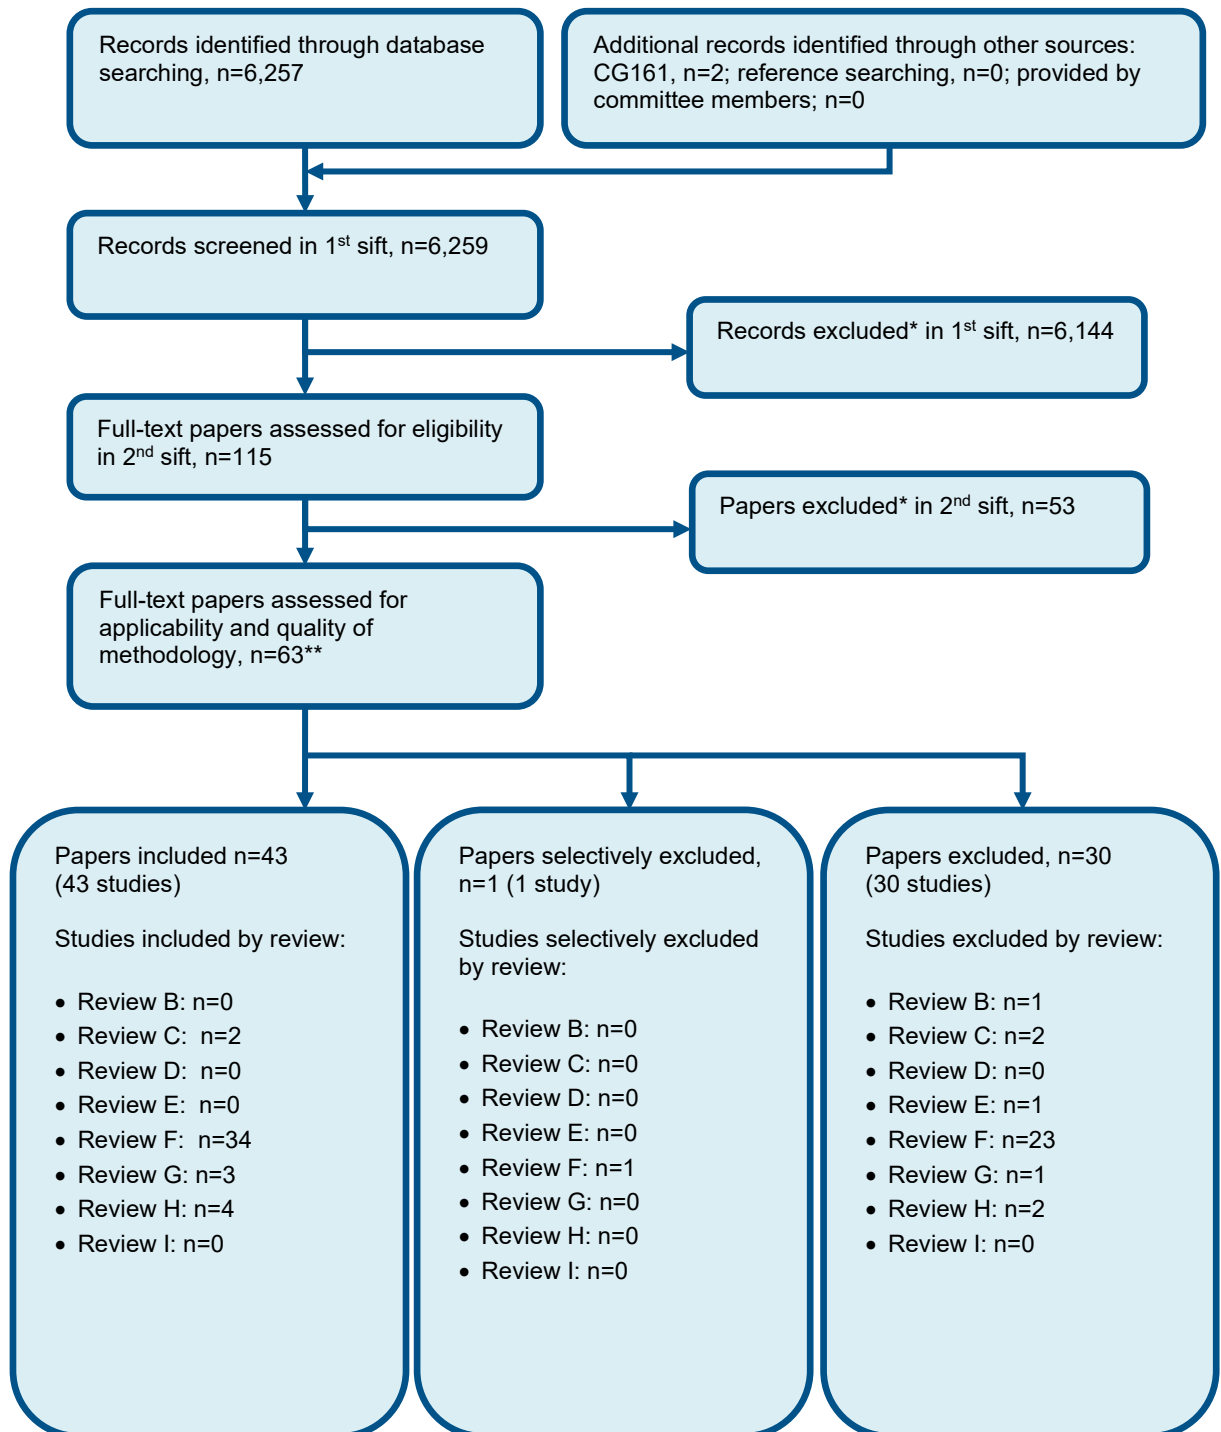 Records identified through database
searching, n=6,257
Additional records identified through other sources:
CG161, n=2; reference searching, n=0; provided by
committee members; n=0
Records screened in 1st sift, n=6,259
Records excluded* in 1st sift, n=6,144
Full-text papers assessed for eligibility
in 2nd sift, n=115
Papers excluded* in 2nd sift, n=53
Full-text papers assessed for
applicability and quality of
methodology, n=63**
Papers included n=43
(43 studies)
Studies included by review:
• Review B: n=0
• Review C:  n=2
• Review D:  n=0
• Review E:  n=0
• Review F:  n=34
• Review G: n=3
• Review H: n=4
• Review I: n=0
Papers selectively excluded,
n=1 (1 study)
Studies selectively excluded
by review:
• Review B: n=0
• Review C: n=0
• Review D: n=0
• Review E: n=0
• Review F: n=1
• Review G: n=0
• Review H: n=0
• Review I: n=0
Papers excluded, n=30
(30 studies)
Studies excluded by review:
• Review B: n=1
• Review C: n=2
• Review D: n=0
• Review E: n=1
• Review F: n=23
• Review G: n=1
• Review H: n=2
• Review I: n=0